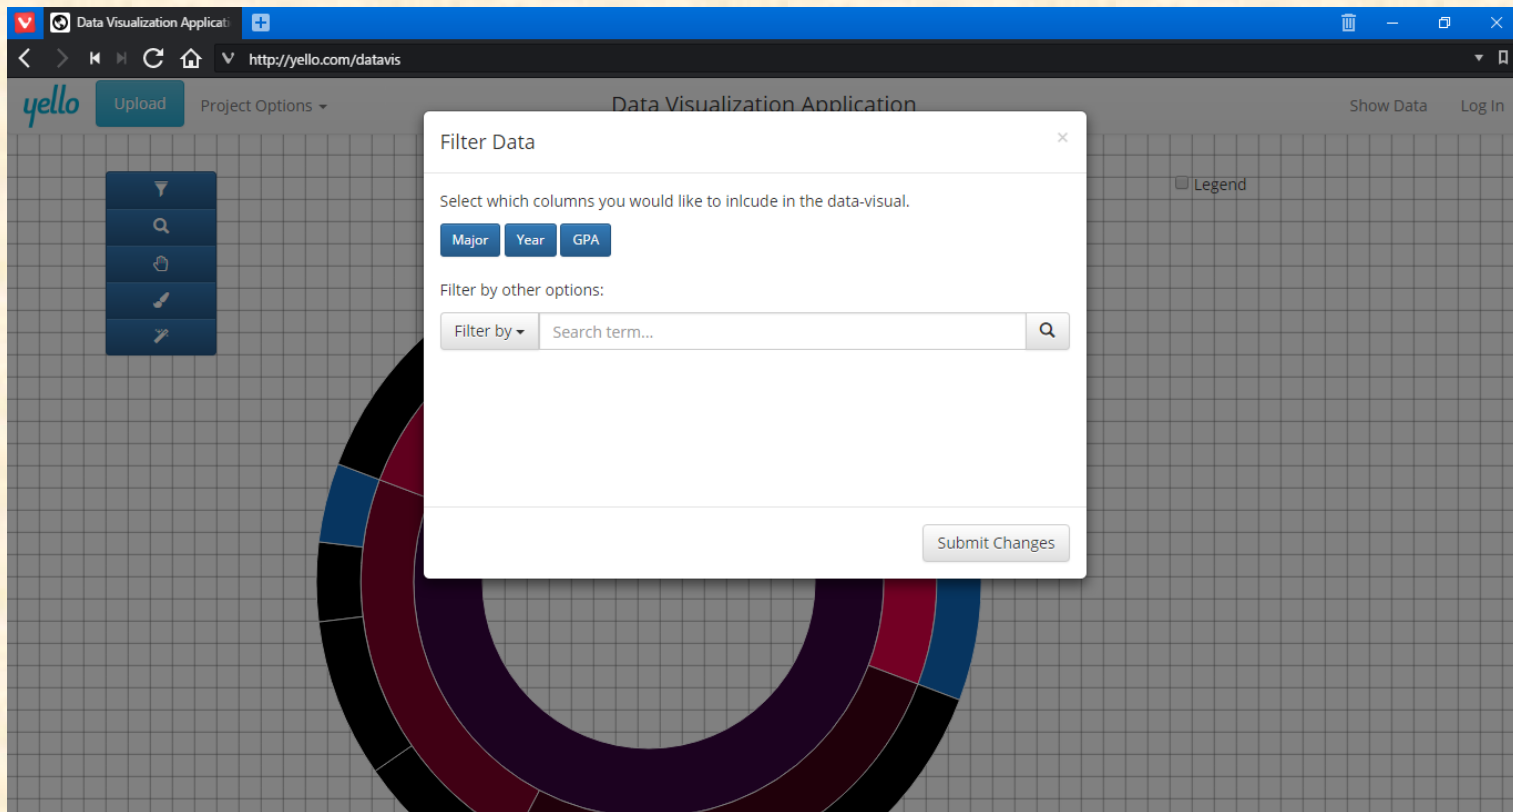 Data Visualization Applicati
http://yello.com/datavis
yello
Upload
Project Options
Data Visualization Application
Show Data
Log In
Filter Data
×
Legend
Select which columns you would like to inlcude in the data-visual.
Major
Year
GPA
Filter by other options:
Filter by
Search term...
Submit Changes